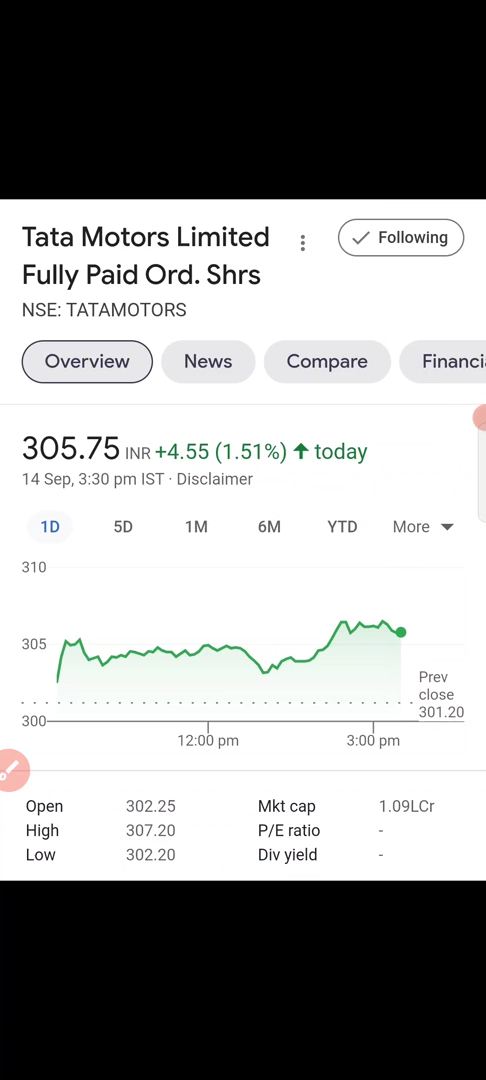 Tata Motors Limited
Fully Paid Ord. Shrs
Following
NSE: TATAMOTORS
Overview News Compare Financi
305.75 INR +4.55 (1.51%) ↑ today
14 Sep, 3:30 pm IST · Disclaimer
1D 5D 1M 6M YTD More
310
305
300
Prev
close
301.20
12:00 pm 3:00 pm
Open 302.25 Mkt cap 1.09LCr
High 307.20 P/E ratio -
Low 302.20 Div yield -